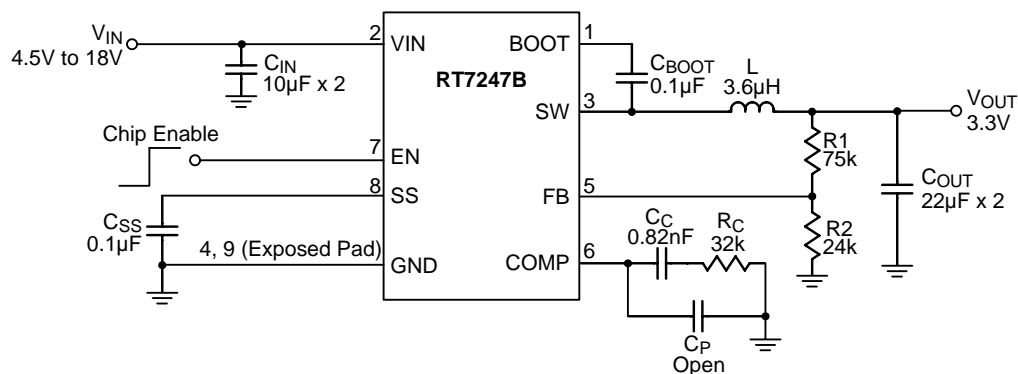 VIN
4.5V to 18V
CIN
10µF x 2
Chip Enable
CSS
0.1µF
4, 9 (Exposed Pad)
2
7
8
VIN
EN
SS
GND
RT7247B
BOOT
SW
FB
COMP
1
3
5
6
CBOOT
0.1µF
L
3.6µH
VOUT
3.3V
R1
75k
COUT
22µF x 2
R2
24k
CC
0.82nF
RC
32k
CP
Open